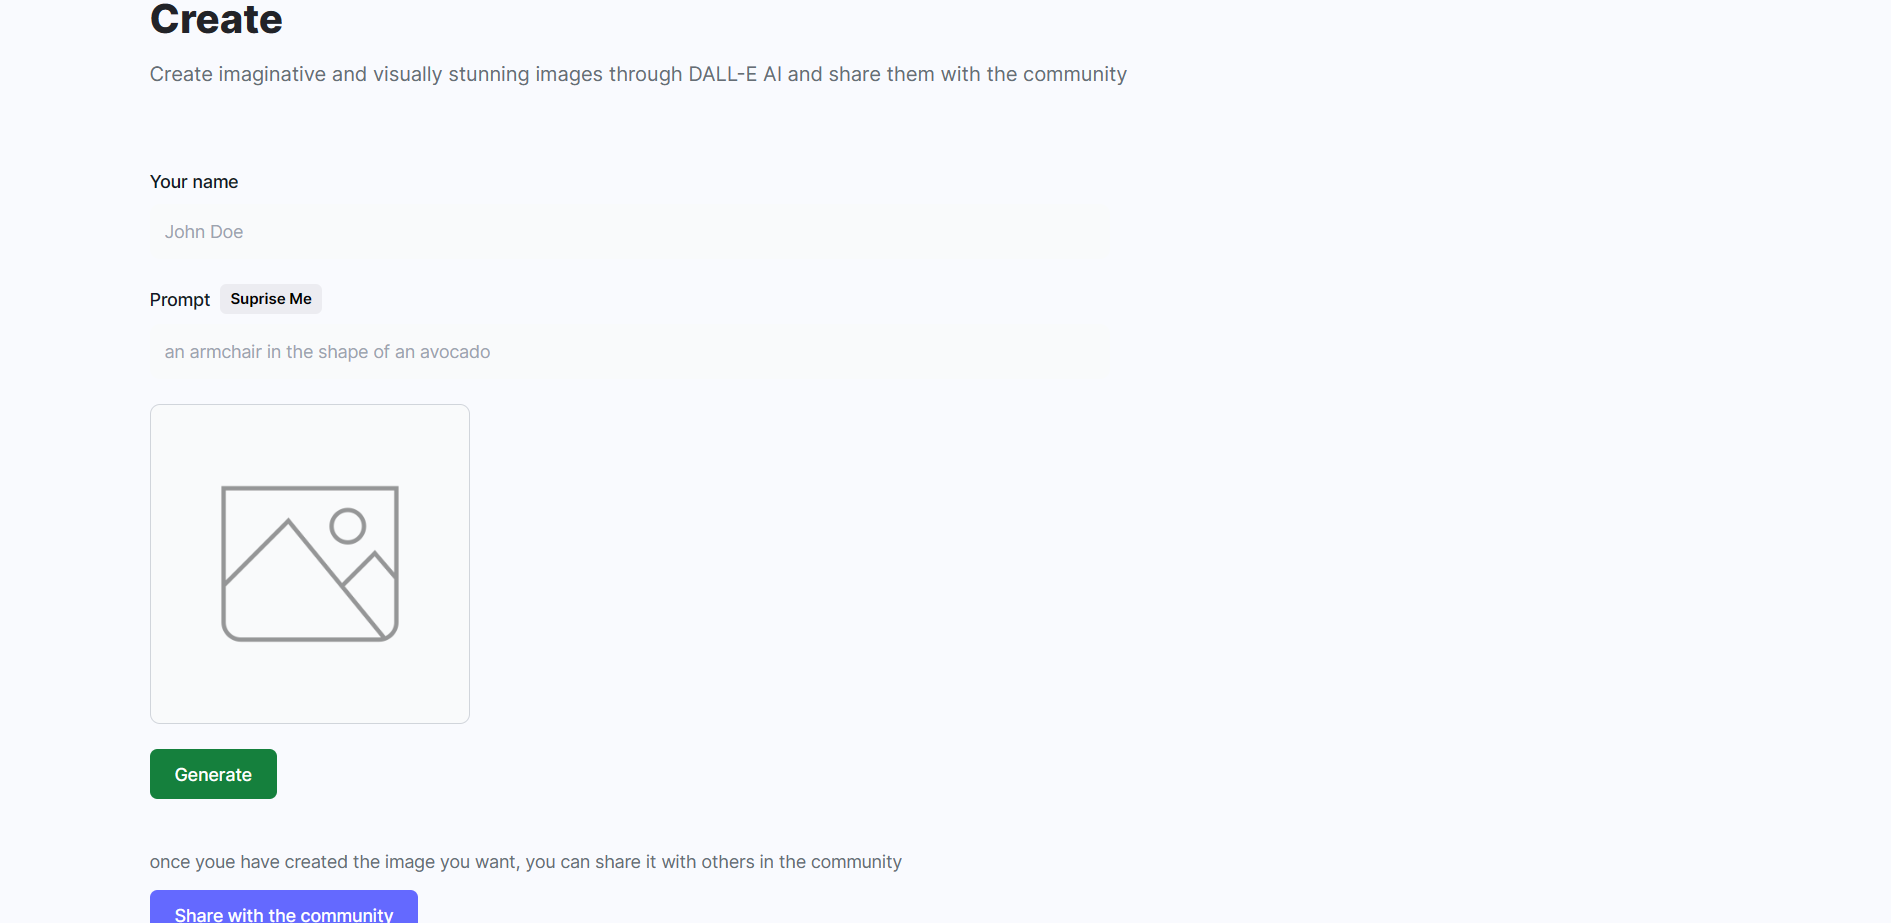 Create
Create imaginative and visually stunning images through DALL-E AI and share them with the community
Your name
John Doe
Prompt Suprise Me
an armchair in the shape of an avocado
Generate
once youe have created the image you want, you can share it with others in the community
Share with the community